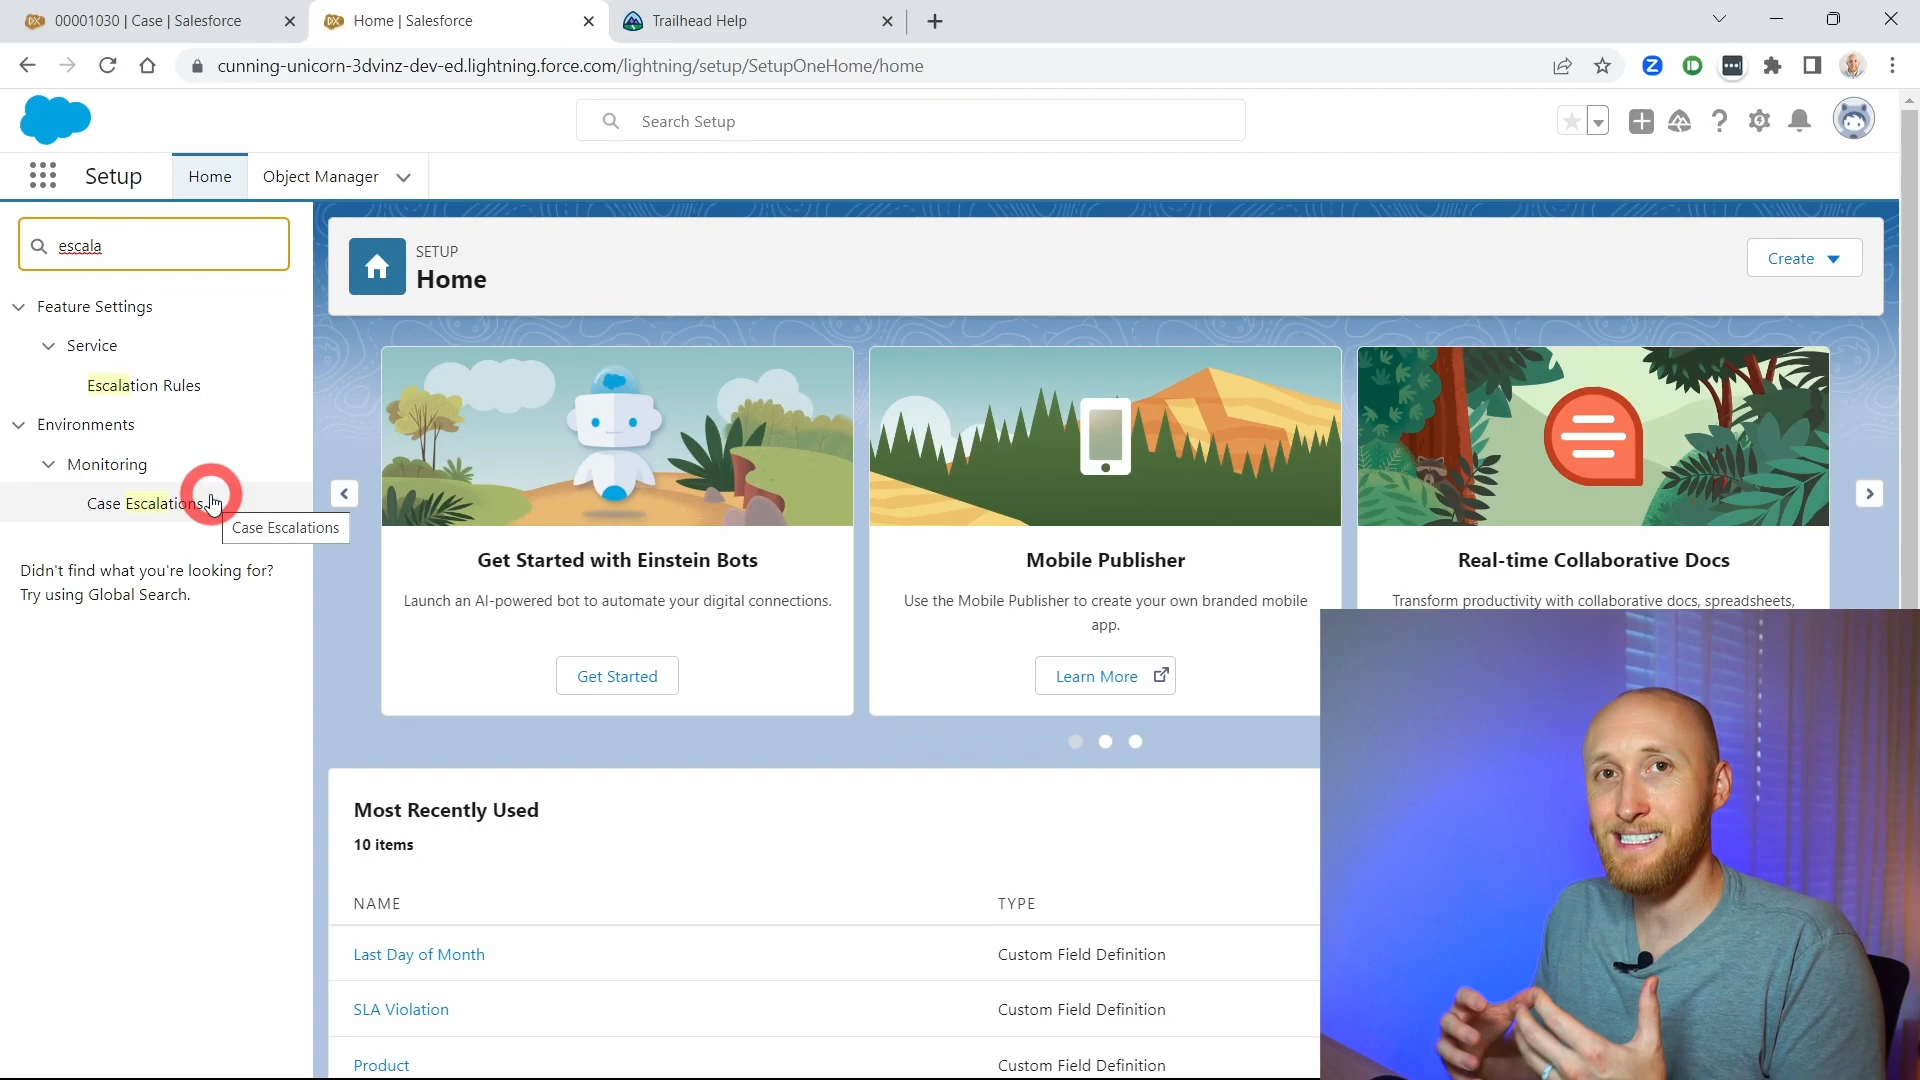 00001030 | Case | Salesforce
Home | Salesforce
Trailhead Help
cunning-unicorn-3dvinz-dev-ed.lightning.force.com/lightning/setup/SetupOneHome/home
Search Setup
Setup
Home
Object Manager
escala
Feature Settings
Service
Escalation Rules
Environments
Monitoring
Case Escalations
Case Escalations
Didn't find what you're looking for?
Try using Global Search.
SETUP
Home
Create
Get Started with Einstein Bots
Launch an AI-powered bot to automate your digital connections.
Get Started
Mobile Publisher
Use the Mobile Publisher to create your own branded mobile
app.
Learn More
Real-time Collaborative Docs
Transform productivity with collaborative docs, spreadsheets,
Most Recently Used
10 items
NAME
TYPE
Last Day of Month
Custom Field Definition
SLA Violation
Custom Field Definition
Product
Custom Field Definition